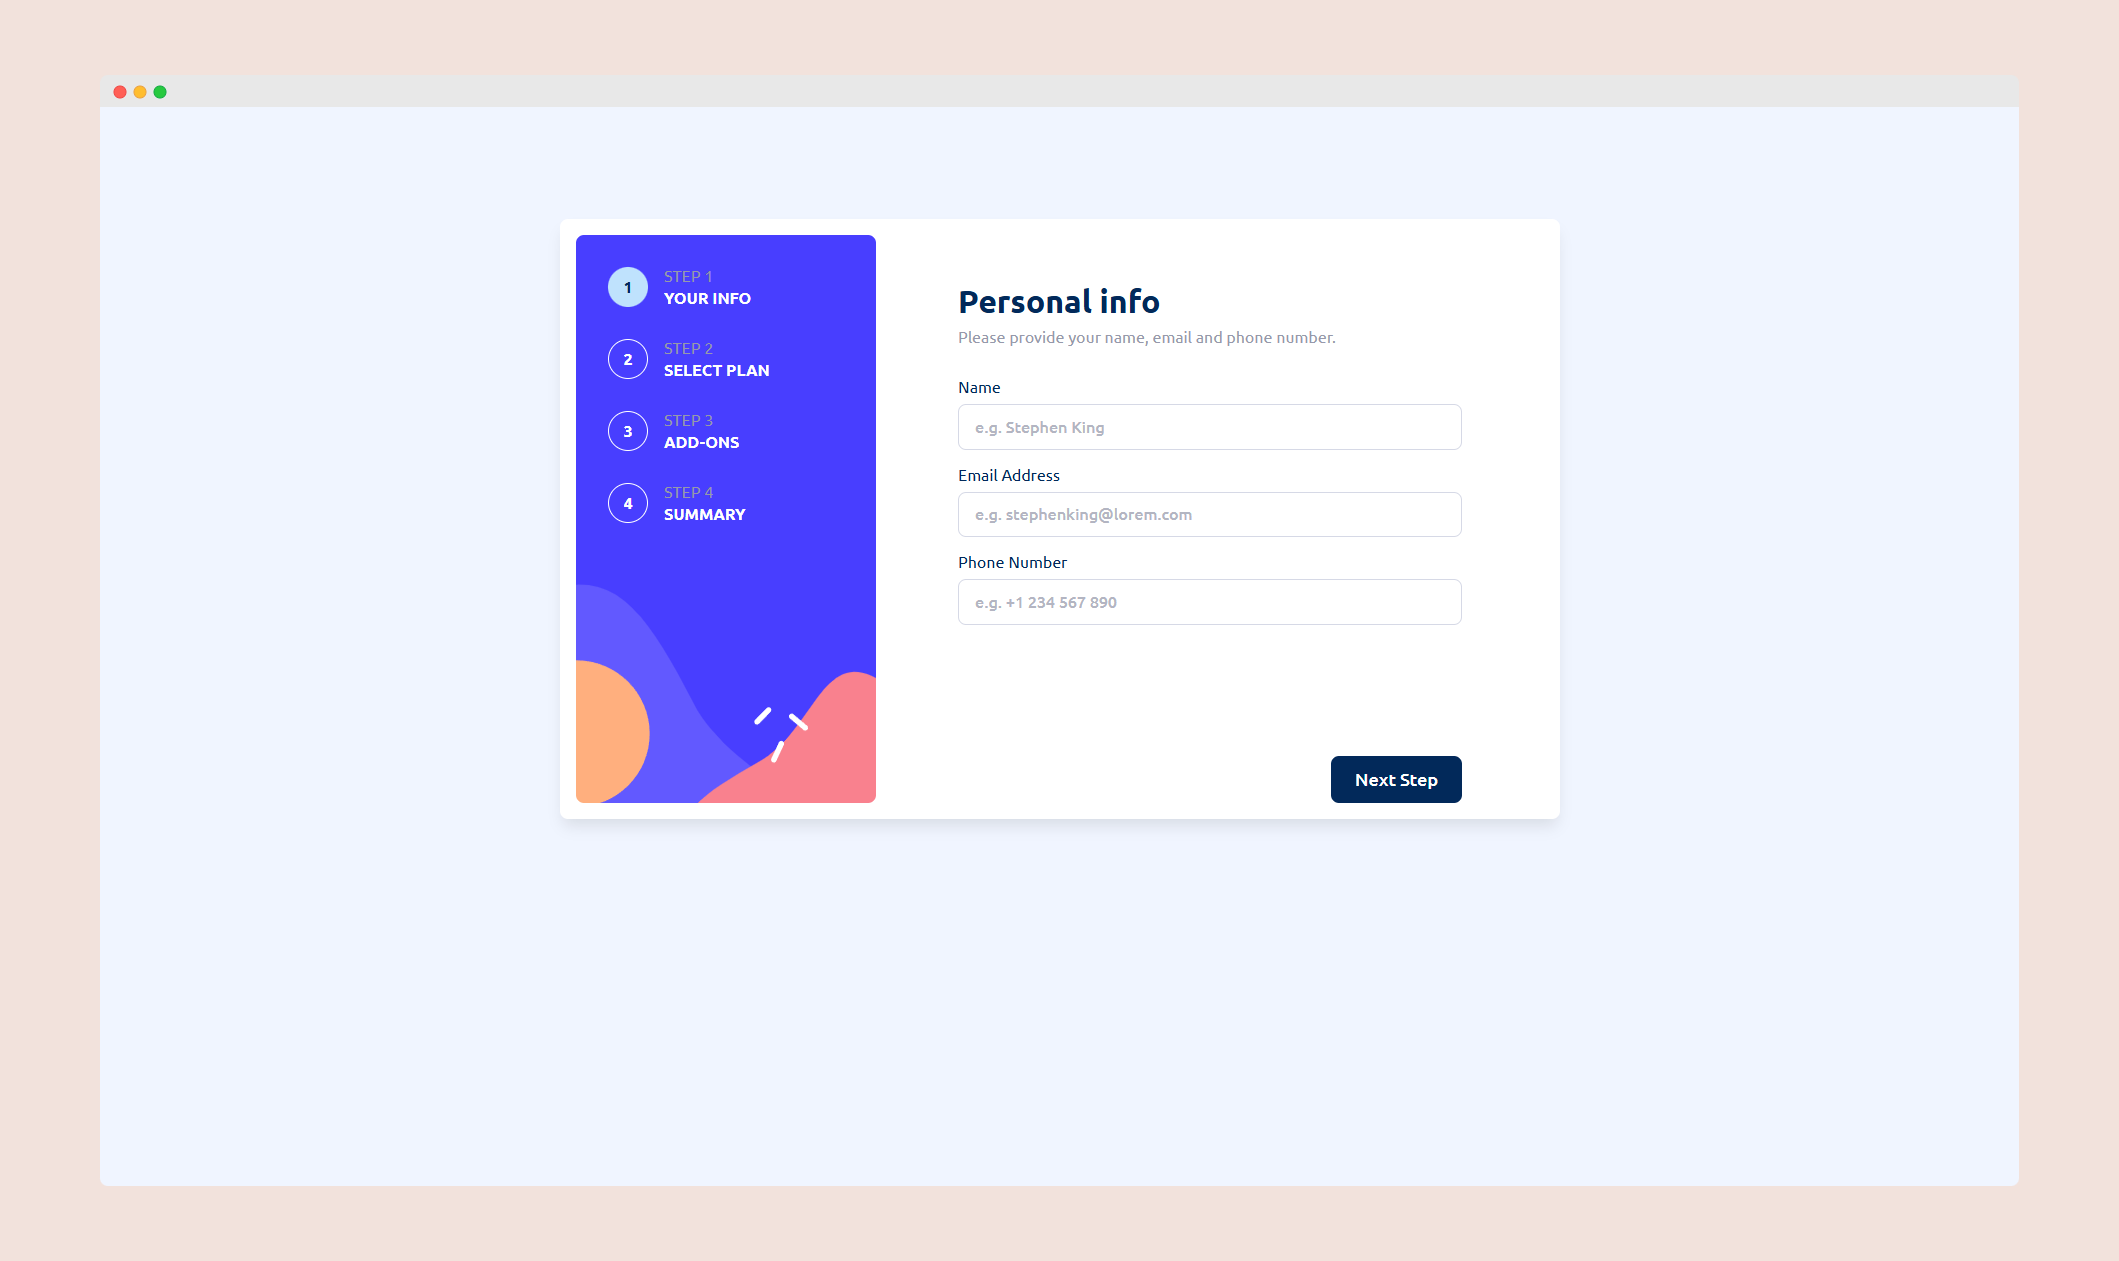 1
STEP 1
YOUR INFO
2
STEP 2
SELECT PLAN
3
STEP 3
ADD-ONS
4
STEP 4
SUMMARY
Personal info
Please provide your name, email and phone number.
Name
e.g. Stephen King
Email Address
e.g. stephenking@lorem.com
Phone Number
e.g. +1 234 567 890
Next Step